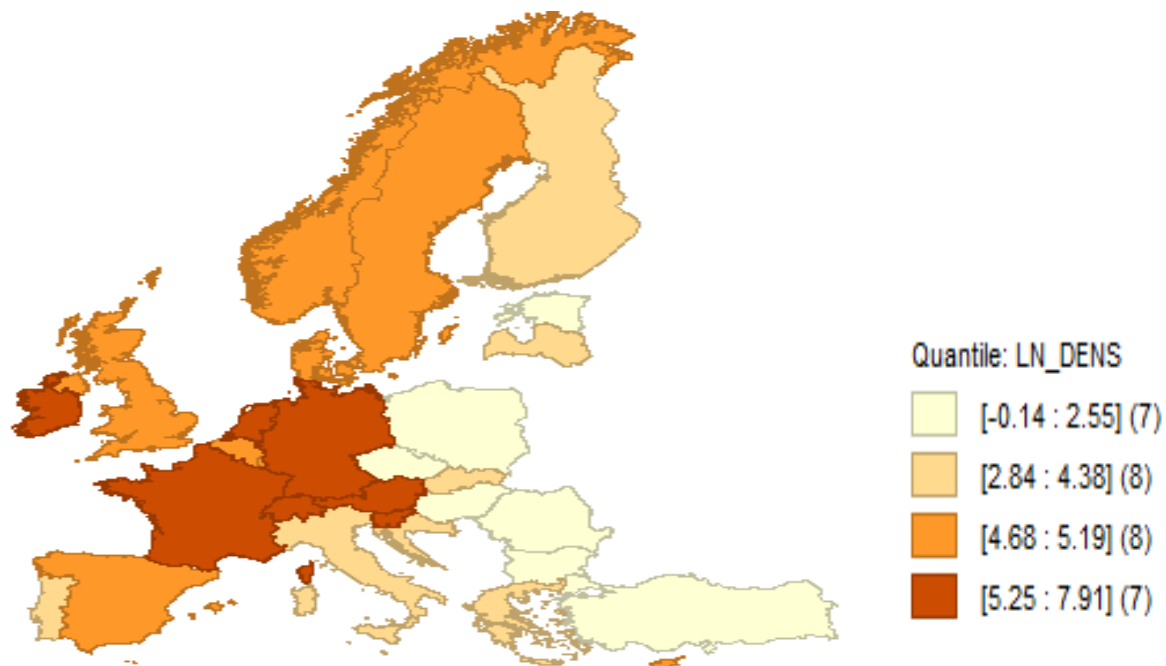 Quantile: LN_DENS
[-0.14 : 2.55] (7)
[2.84 : 4.38] (8)
[4.68 : 5.19] (8)
[5.25 : 7.91] (7)